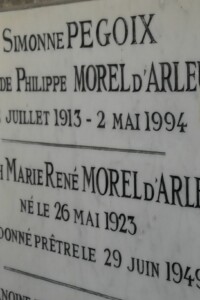 SIMONNE PEGOIX
DE PHILIPPE MOREL D'ARLEU
JUILLET 1913 - 2 MAI 1994
H MARIE RENÉ MOREL D'ARLE
NÉ LE 26 MAI 1923
DONNÉ PRÊTRE LE 29 JUIN 1949